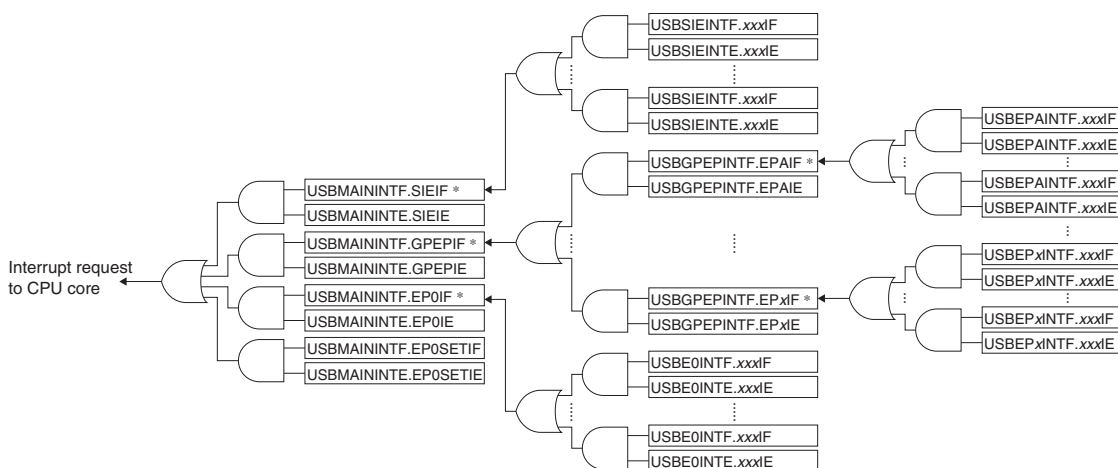 USBSIEINTF.xxxIF
USBSIEINTE.xxxIE
USBSIEINTF.xxxIF
USBSIEINTE.xxxIE
USBEPAINTF.xxxIF
USBEPAINTF.xxxIE
USBGPEPINTF.EPAIF *
USBGPEPINTF.EPAIE
USBEPAINTF.xxxIF
USBEPAINTF.xxxIE
USBMAININTF.SIEIF *
USBMAININTE.SIEIE
USBMAININTF.GPEPIF *
USBMAININTE.GPEPIE
USBEPxINTF.xxxIF
USBEPxINTF.xxxIE
Interrupt request
to CPU core
USBMAININTF.EP0IF *
USBMAININTE.EP0IE
USBGPEPINTF.EPxIF *
USBGPEPINTF.EPxIE
USBEPxINTF.xxxIF
USBEPxINTF.xxxIE
USBMAININTF.EP0SETIF
USBMAININTE.EP0SETIE
USBE0INTF.xxxIF
USBE0INTE.xxxIE
USBE0INTF.xxxIF
USBE0INTE.xxxIE